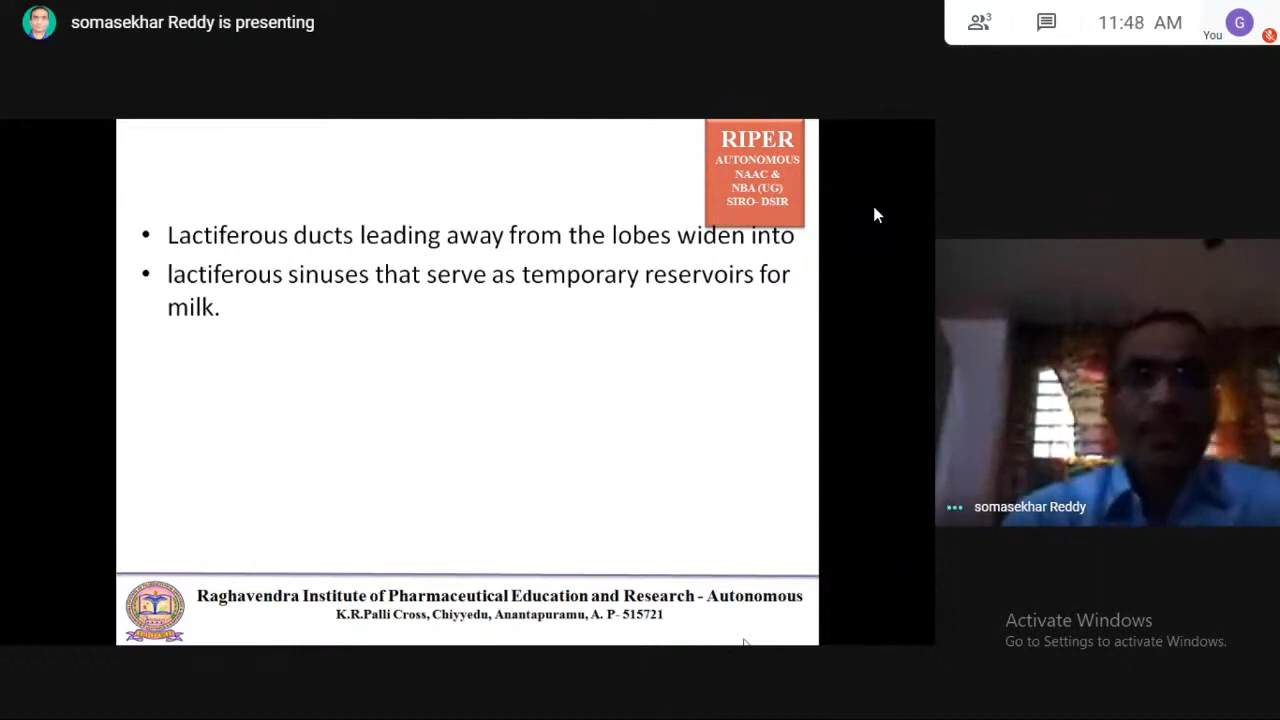 somasekhar Reddy is presenting
3
11:48 AM
You
G
RIPER
AUTONOMOUS
NAAC &
NBA (UG)
SIRO- DSIR
• Lactiferous ducts leading away from the lobes widen into
• lactiferous sinuses that serve as temporary reservoirs for
milk.
somasekhar Reddy
Raghavendra Institute of Pharmaceutical Education and Research - Autonomous
K.R.Palli Cross, Chiyyedu, Anantapuramu, A. P- 515721
Activate Windows
Go to Settings to activate Windows.